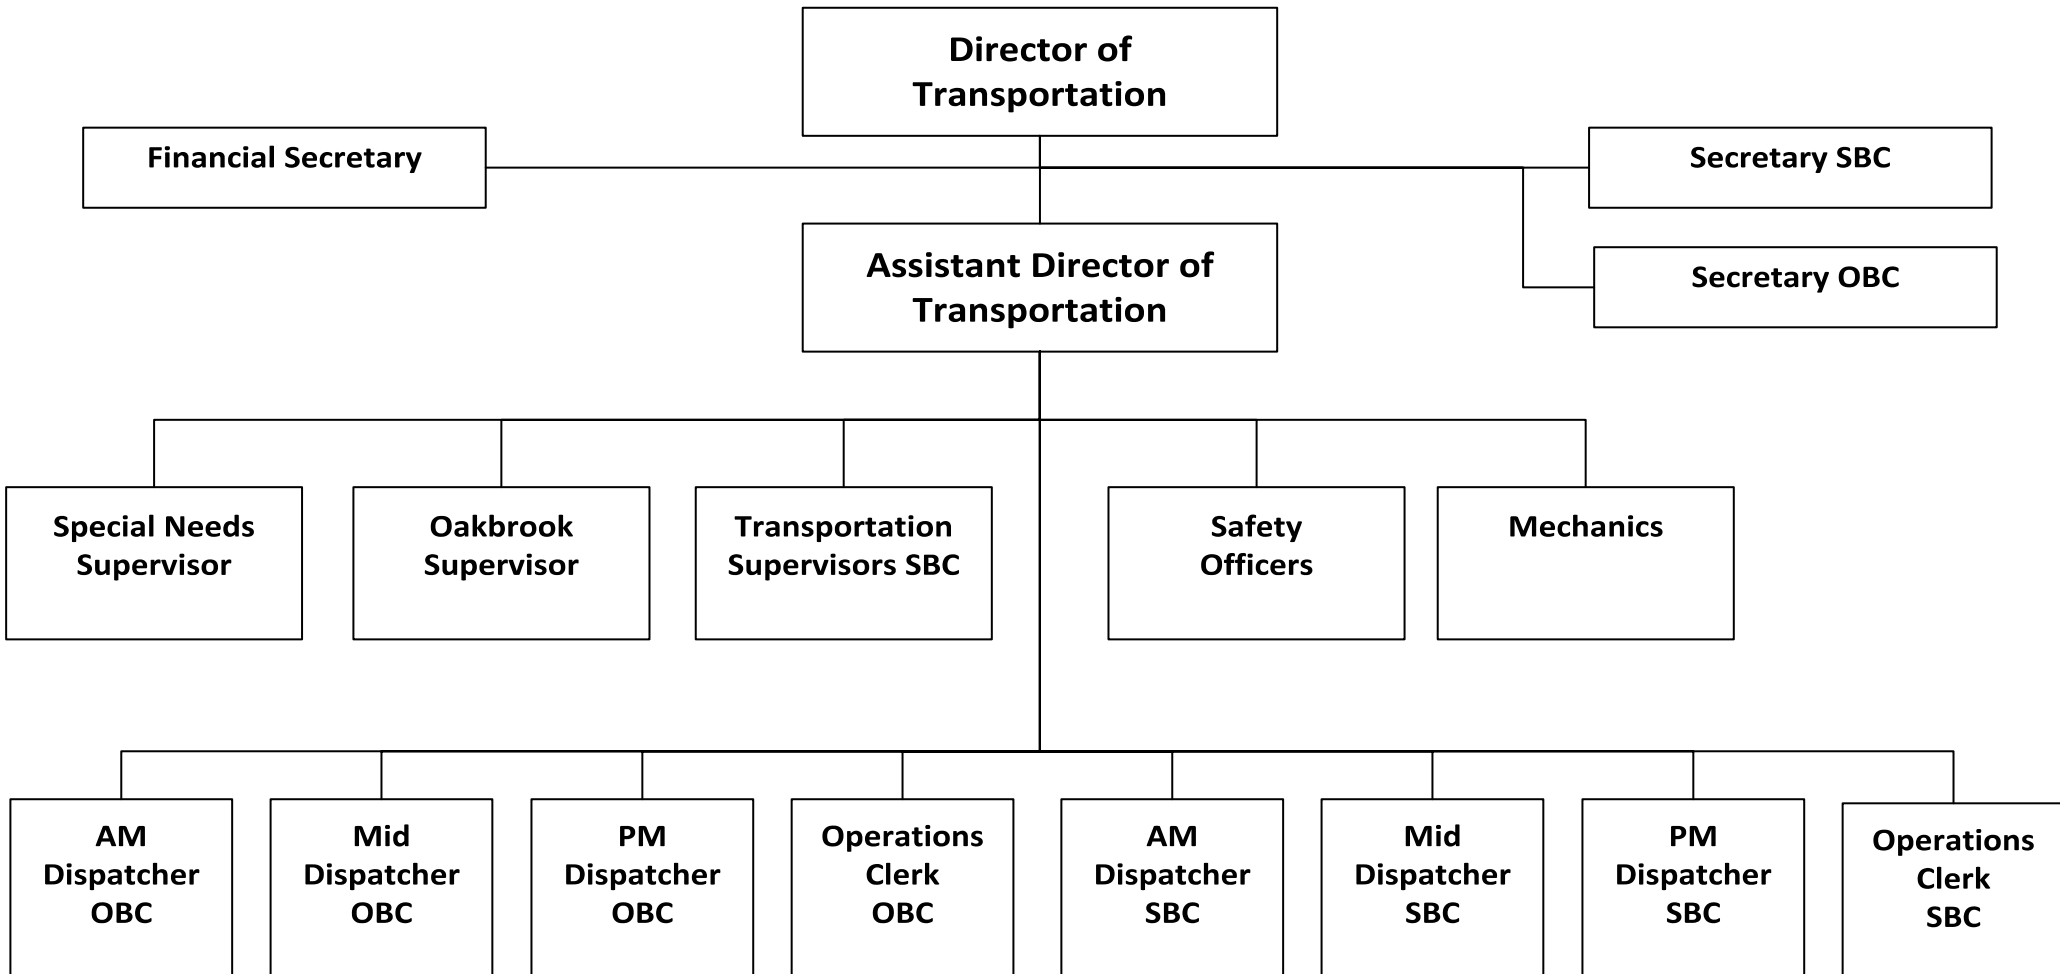 Director of
Transportation
Financial Secretary
Secretary SBC
Assistant Director of
Transportation
Secretary OBC
Special Needs
Supervisor
Oakbrook
Supervisor
Transportation
Supervisors SBC
Safety
Officers
Mechanics
AM
Dispatcher
OBC
Mid
Dispatcher
OBC
PM
Dispatcher
OBC
Operations
Clerk
OBC
AM
Dispatcher
SBC
Mid
Dispatcher
SBC
PM
Dispatcher
SBC
Operations
Clerk
SBC